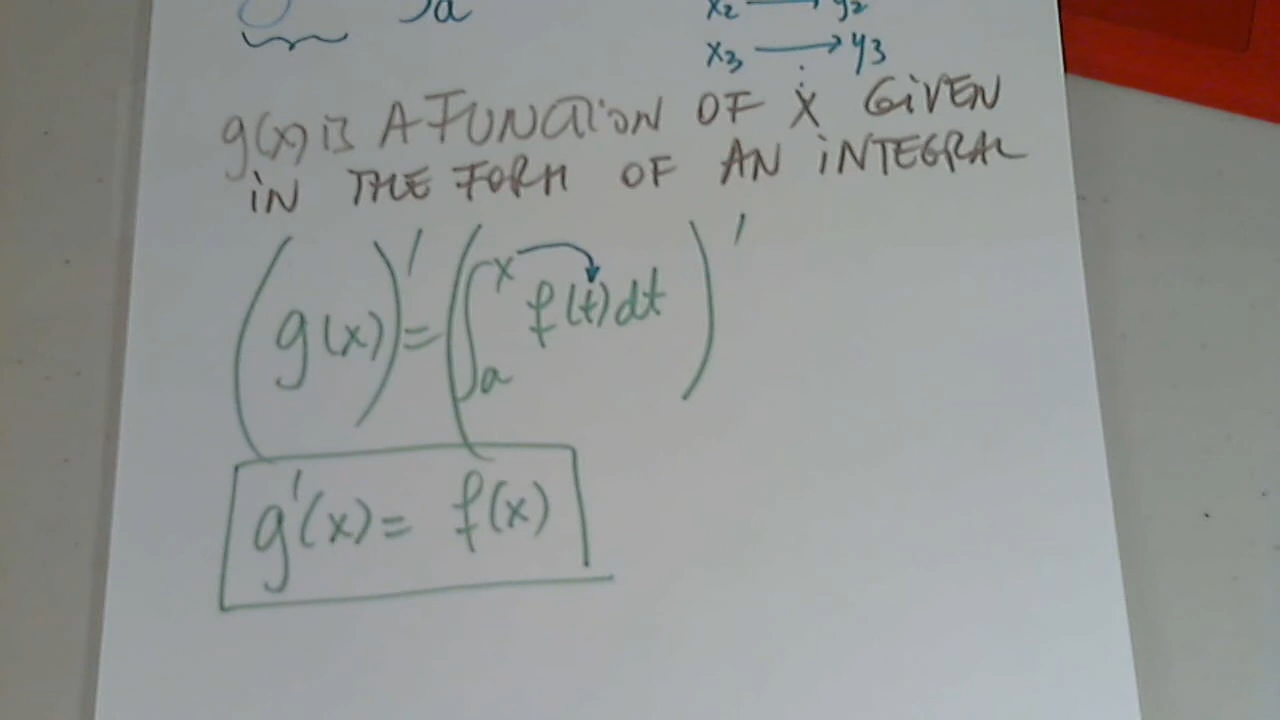 a
x₂ → y₂
x₃ → y₃
g(x) is A FUNCTION OF X GIVEN
IN THE FORM OF AN INTEGRAL
(g(x))' = (∫ₐˣ f(t)dt)'
g'(x) = f(x)